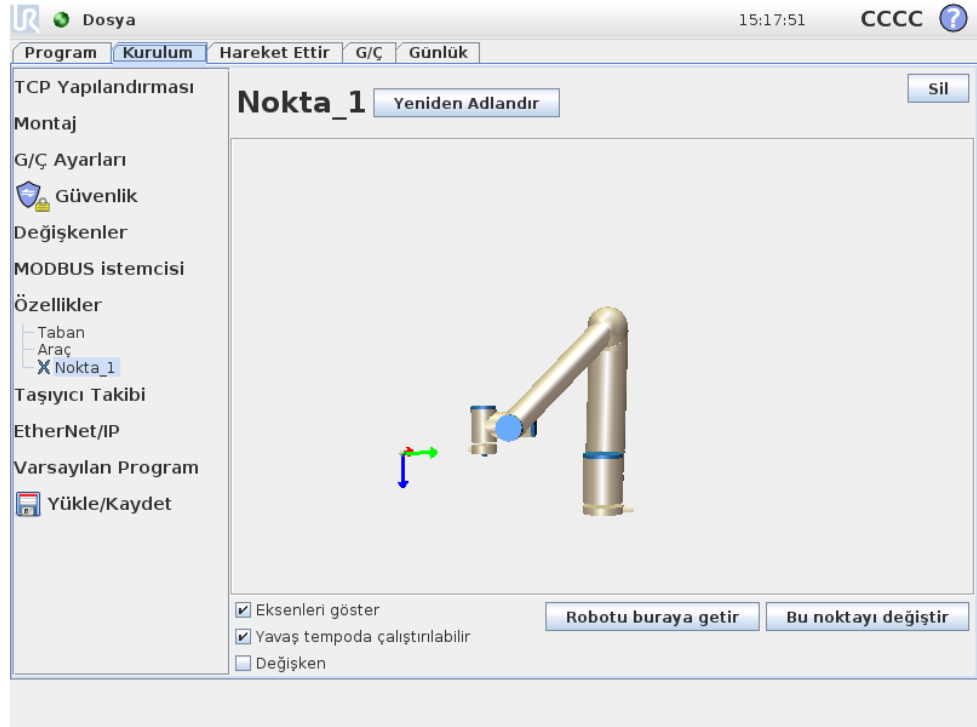 UR Dosya 15:17:51 CCCC ?
Program Kurulum Hareket Ettir G/Ç Günlük
TCP Yapılandırması
Montaj
G/Ç Ayarları
Güvenlik
Değişkenler
MODBUS istemcisi
Özellikler
Taban
Araç
Nokta_1
Taşıyıcı Takibi
EtherNet/IP
Varsayılan Program
Yükle/Kaydet
Nokta_1 Yeniden Adlandır Sil
Eksenleri göster
Yavaş tempoda çalıştırılabilir
Değişken
Robotu buraya getir Bu noktayı değiştir